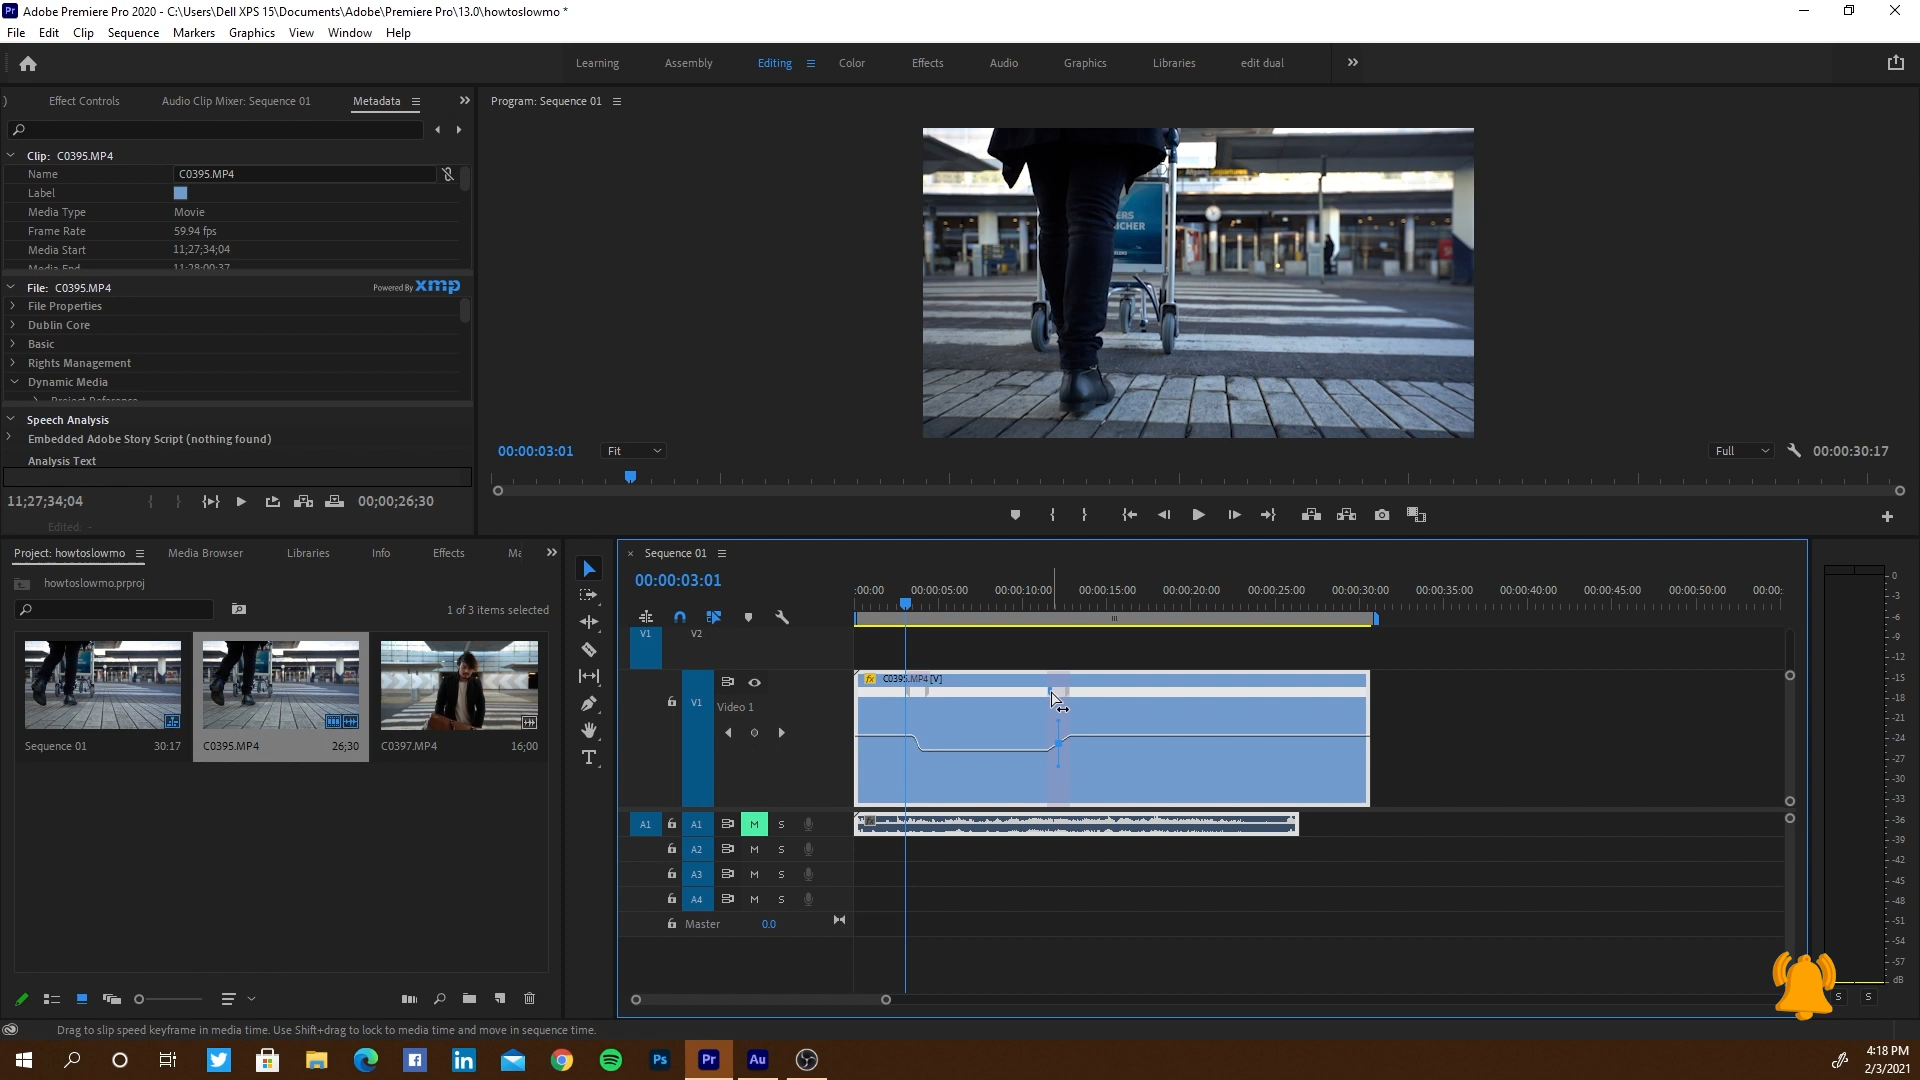 Adobe Premiere Pro 2020 - C:\Users\Dell XPS 15\Documents\Adobe\Premiere Pro\13.0\howtoslowmo *
File Edit Clip Sequence Markers Graphics View Window Help
Learning Assembly Editing Color Effects Audio Graphics Libraries edit dual
Effect Controls Audio Clip Mixer: Sequence 01 Metadata
Program: Sequence 01
Clip: C0395.MP4
Name C0395.MP4
Label
Media Type Movie
Frame Rate 59.94 fps
Media Start 11;27;34;04
Media End 11;28;00;37
File: C0395.MP4 Powered By xmp
File Properties
Dublin Core
Basic
Rights Management
Dynamic Media
Project Reference
Speech Analysis
Embedded Adobe Story Script (nothing found)
Analysis Text
11;27;34;04 00;00;26;30
Edited: -
00:00:03:01 Fit Full 00:00:30:17
Project: howtoslowmo Media Browser Libraries Info Effects Ma
howtoslowmo.prproj
1 of 3 items selected
Sequence 01 30:17 C0395.MP4 26;30 C0397.MP4 16;00
Sequence 01
00:00:03:01
:00:00 00:00:05:00 00:00:10:00 00:00:15:00 00:00:20:00 00:00:25:00 00:00:30:00 00:00:35:00 00:00:40:00 00:00:45:00 00:00:50:00 00:00:
V1 V2
fx C0395.MP4 [V]
V1 Video 1
A1 A1 M S
A2 M S
A3 M S
A4 M S
Master 0.0
0
-3
-6
-9
-12
-15
-18
-21
-24
-27
-30
-33
-36
-39
-42
-45
-48
-51
-54
-57
dB
S S
Drag to slip speed keyframe in media time. Use Shift+drag to lock to media time and move in sequence time.
Ps Pr Au
4:18 PM
2/3/2021